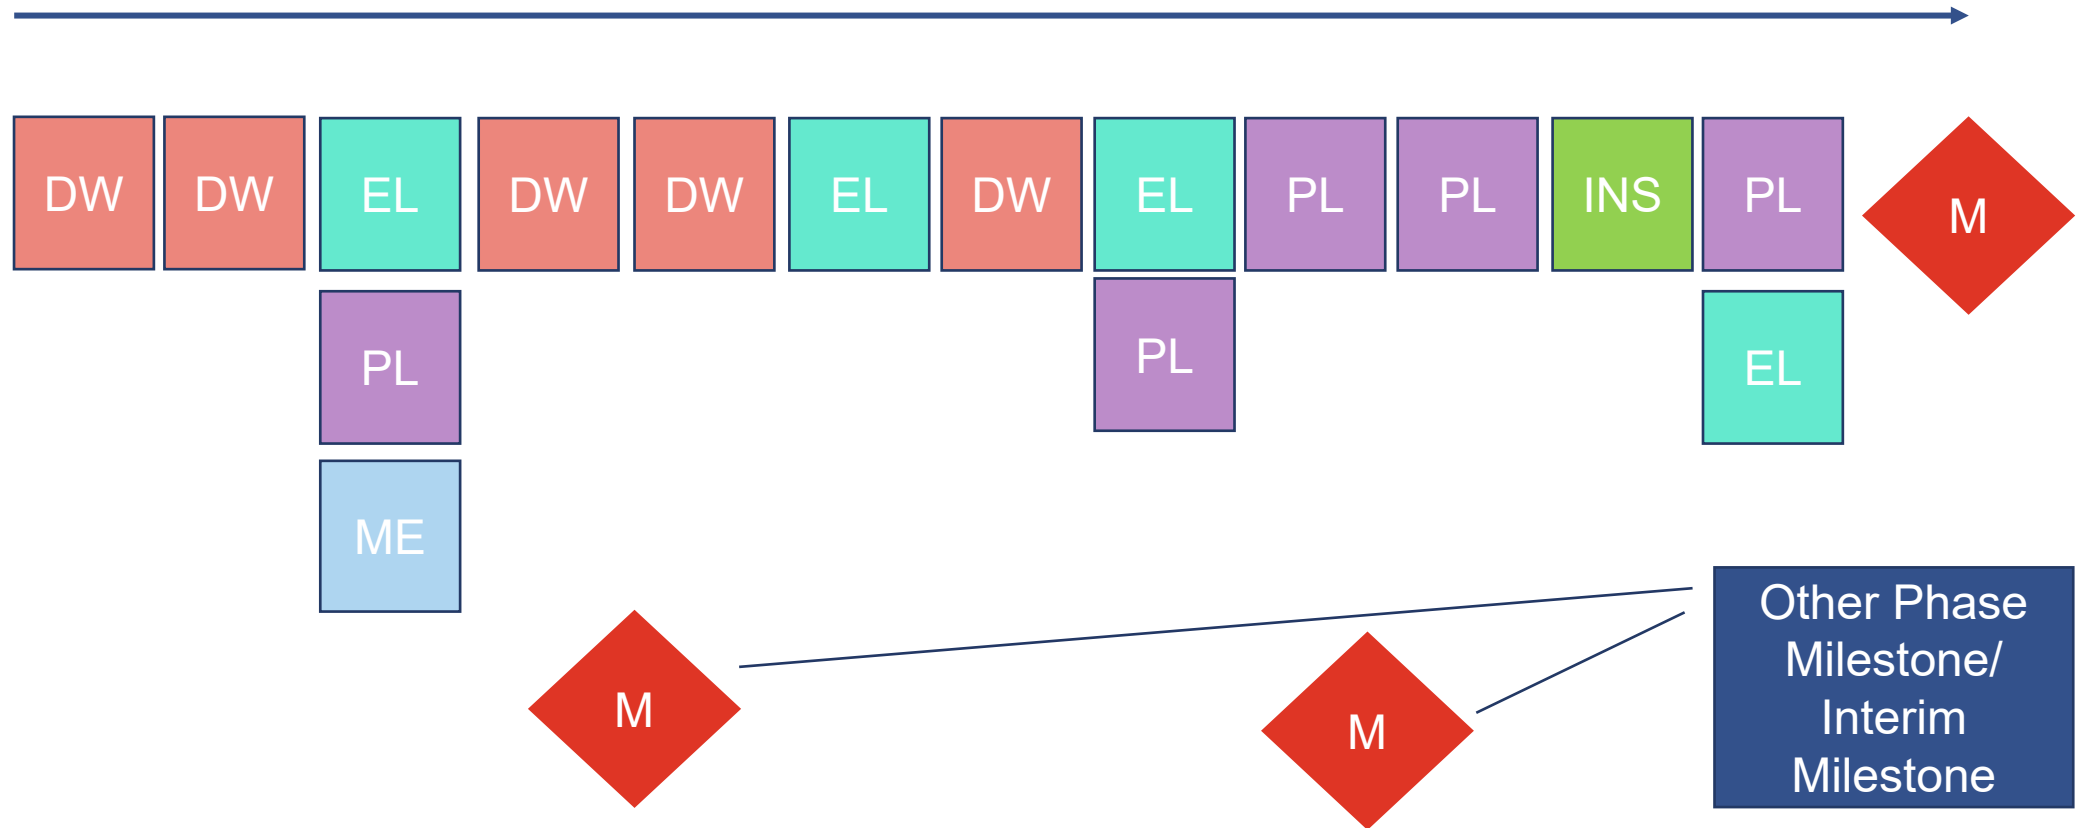 DW DW EL DW DW EL DW EL PL PL INS PL M
PL PL EL
ME
M M
Other Phase
Milestone/
Interim
Milestone